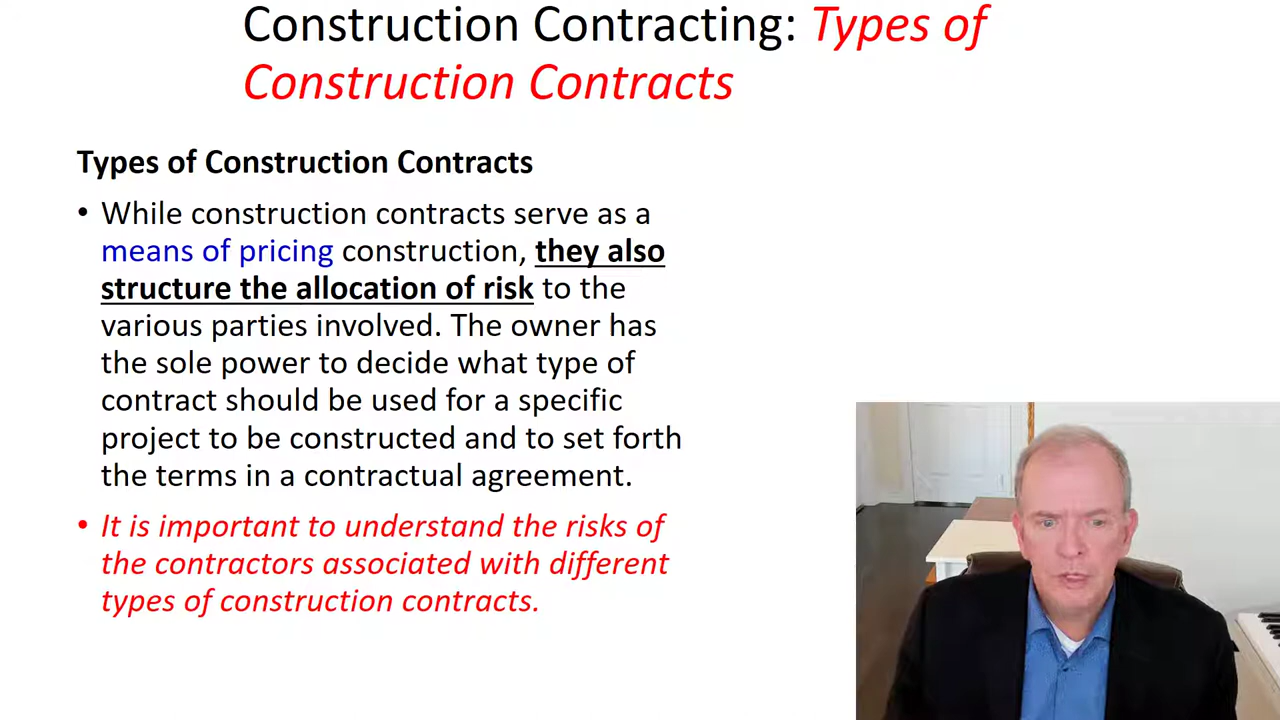 Construction Contracting: Types of
Construction Contracts
Types of Construction Contracts
• While construction contracts serve as a
means of pricing construction, they also
structure the allocation of risk to the
various parties involved. The owner has
the sole power to decide what type of
contract should be used for a specific
project to be constructed and to set forth
the terms in a contractual agreement.
• It is important to understand the risks of
the contractors associated with different
types of construction contracts.